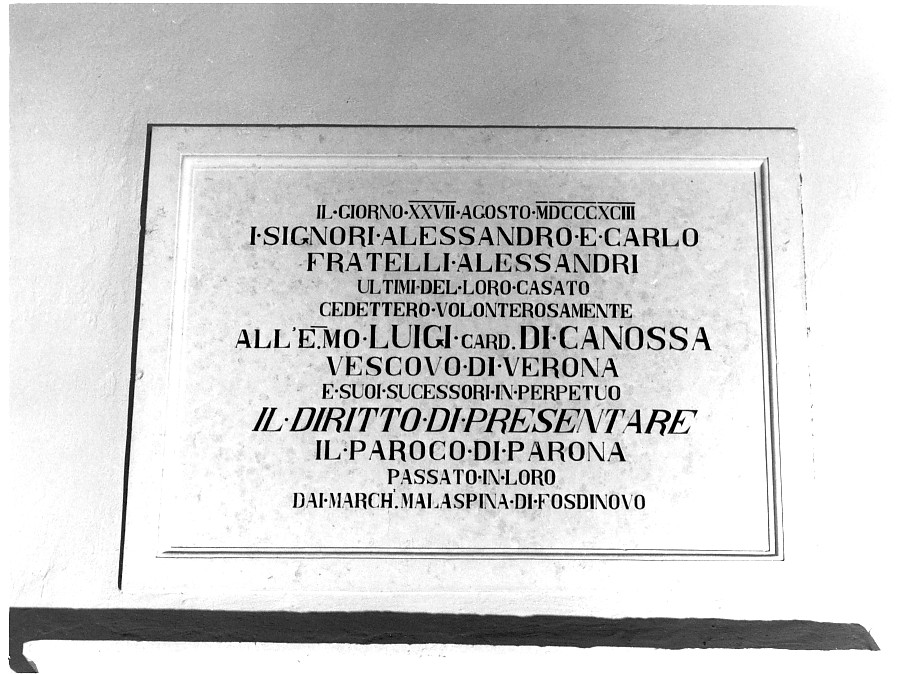 IL·GIORNO·XXVII·AGOSTO·MDCCCXCIII
I·SIGNORI·ALESSANDRO·E·CARLO
FRATELLI·ALESSANDRI
ULTIMI·DEL·LORO·CASATO
CEDETTERO·VOLONTEROSAMENTE
ALL'E.MO·LUIGI·CARD.DI·CANOSSA
VESCOVO·DI·VERONA
E·SUOI·SUCESSORI·IN·PERPETUO
IL·DIRITTO·DI·PRESENTARE
IL·PAROCO·DI·PARONA
PASSATO·IN·LORO
DAI·MARCH.I MALASPINA·DI·FOSDINOVO